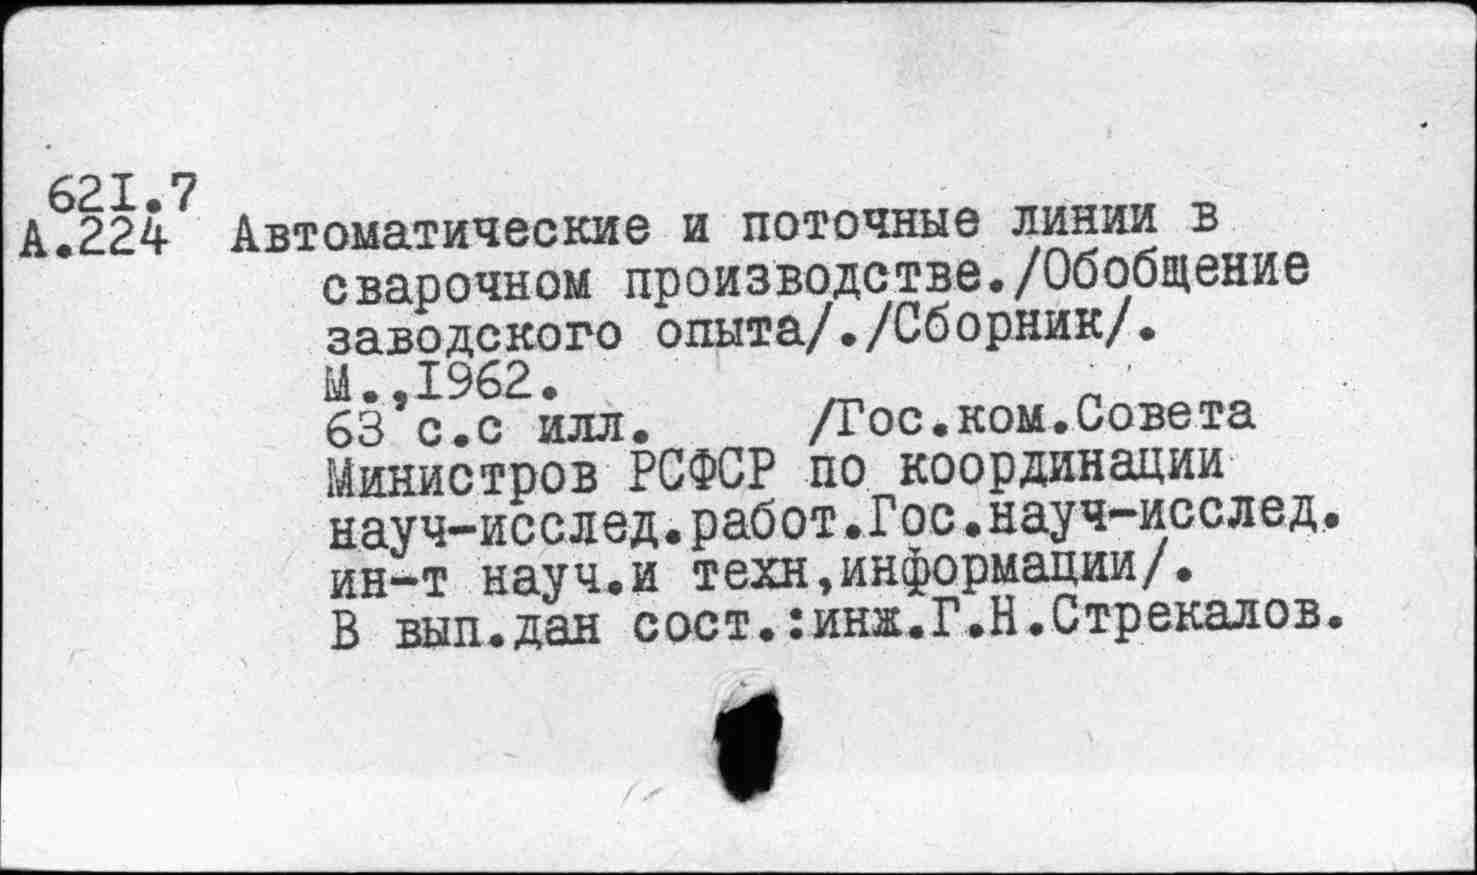 621.7
А.224 Автоматические и поточные линии в
сварочном производстве./Обобщение
заводского опыта/./Сборник/.
М.,1962.
63 с.с илл. /Гос.ком.Совета
Министров РСФСР по координации
науч-исслед.работ.Гос.науч-исслед.
ин-т науч.и техн,информации/.
В вып.дан сост.:инж.Г.Н.Стрекалов.